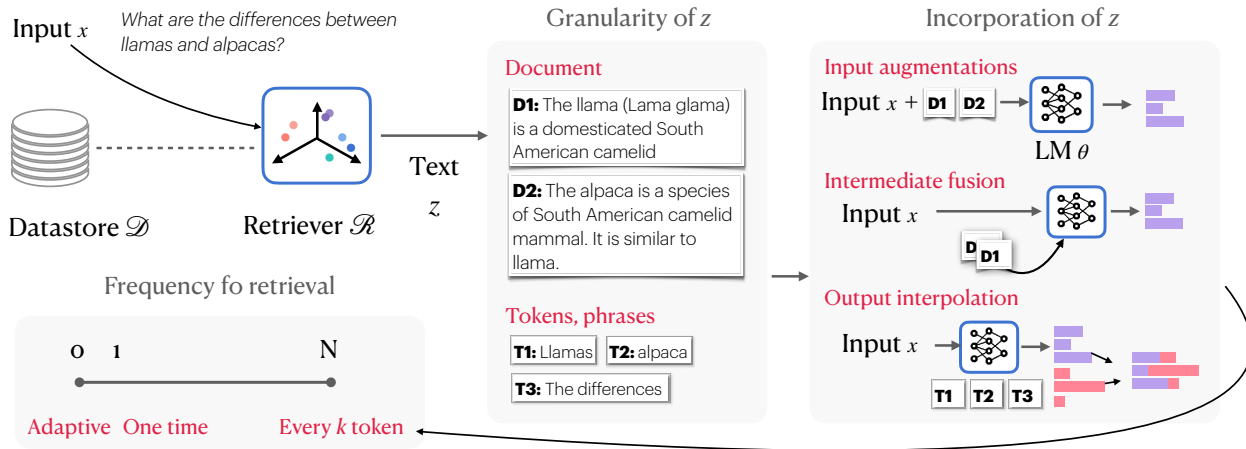 Input x
What are the differences between
llamas and alpacas?
Datastore 𝒟
Retriever ℛ
Text
z
Frequency fo retrieval
0 1 N
Adaptive One time Every k token
Granularity of z
Document
D1: The llama (Lama glama)
is a domesticated South
American camelid
D2: The alpaca is a species
of South American camelid
mammal. It is similar to
llama.
Tokens, phrases
T1: Llamas T2: alpaca
T3: The differences
Incorporation of z
Input augmentations
Input x + D1 D2
LM θ
Intermediate fusion
Input x
D D1
Output interpolation
Input x
T1 T2 T3